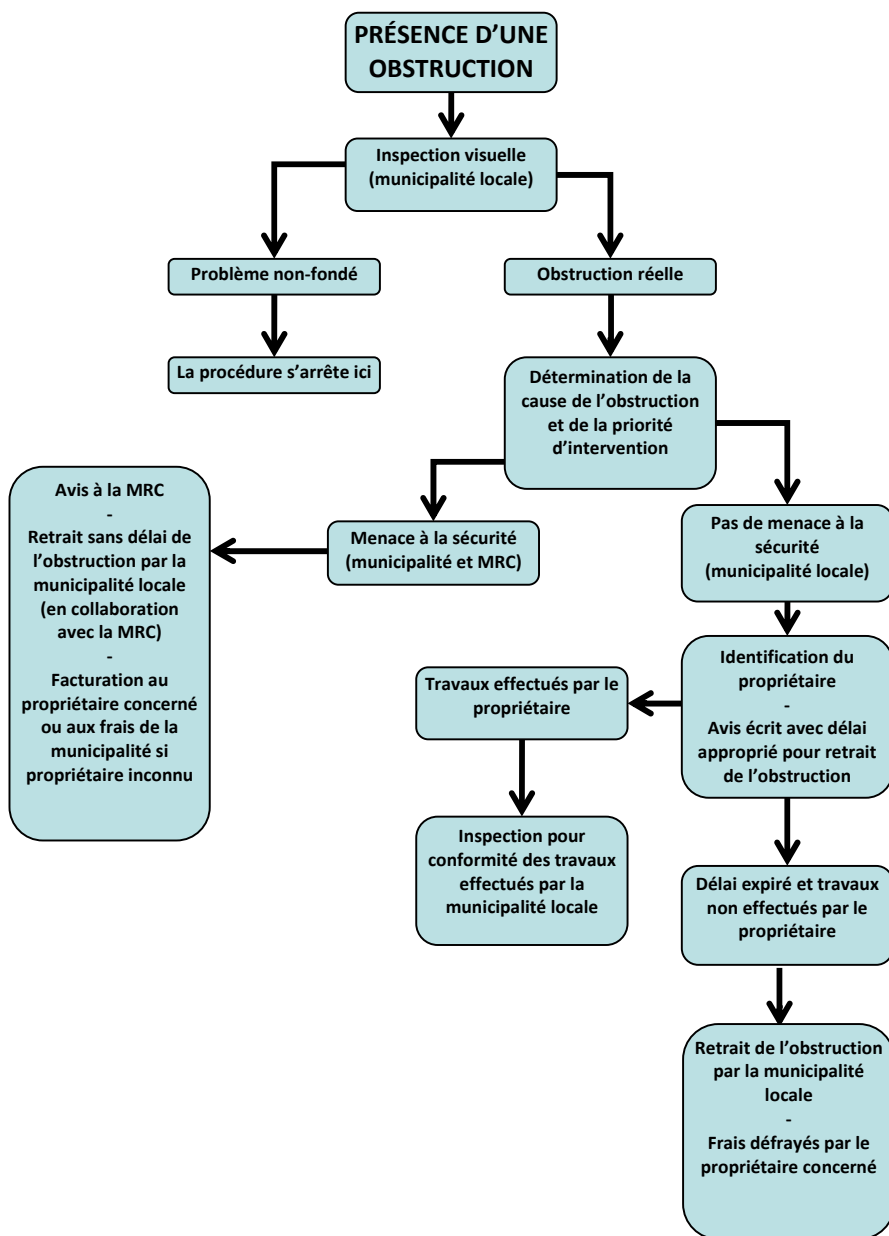 PRÉSENCE D’UNE
OBSTRUCTION
Inspection visuelle
(municipalité locale)
Problème non-fondé
Obstruction réelle
La procédure s’arrête ici
Détermination de la
cause de l’obstruction
et de la priorité
d’intervention
Avis à la MRC
-
Retrait sans délai de
l’obstruction par la
municipalité locale
(en collaboration
avec la MRC)
-
Facturation au
propriétaire concerné
ou aux frais de la
municipalité si
propriétaire inconnu
Menace à la sécurité
(municipalité et MRC)
Pas de menace à la
sécurité
(municipalité locale)
Travaux effectués par le
propriétaire
Identification du
propriétaire
-
Avis écrit avec délai
approprié pour retrait
de l’obstruction
Inspection pour
conformité des travaux
effectués par la
municipalité locale
Délai expiré et travaux
non effectués par le
propriétaire
Retrait de l’obstruction
par la municipalité
locale
-
Frais défrayés par le
propriétaire concerné